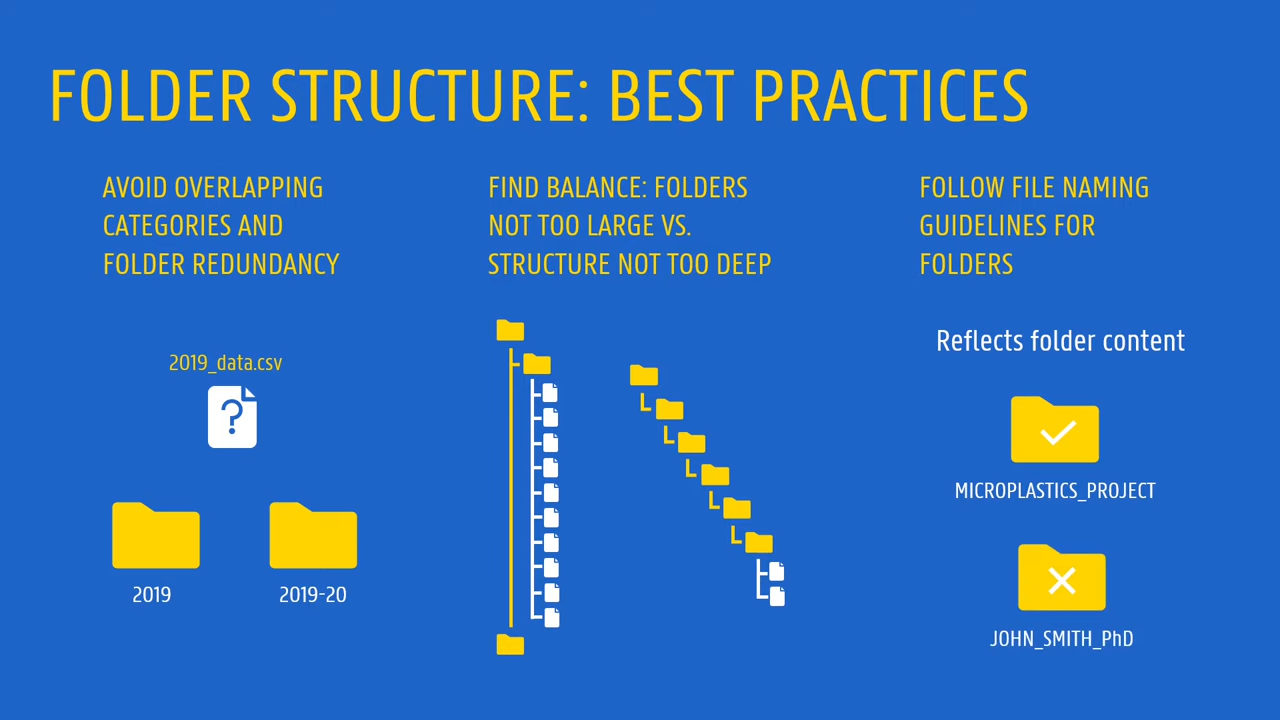 FOLDER STRUCTURE: BEST PRACTICES
AVOID OVERLAPPING
CATEGORIES AND
FOLDER REDUNDANCY
2019_data.csv
?
2019
2019-20
FIND BALANCE: FOLDERS
NOT TOO LARGE VS.
STRUCTURE NOT TOO DEEP
FOLLOW FILE NAMING
GUIDELINES FOR
FOLDERS
Reflects folder content
MICROPLASTICS_PROJECT
JOHN_SMITH_PhD